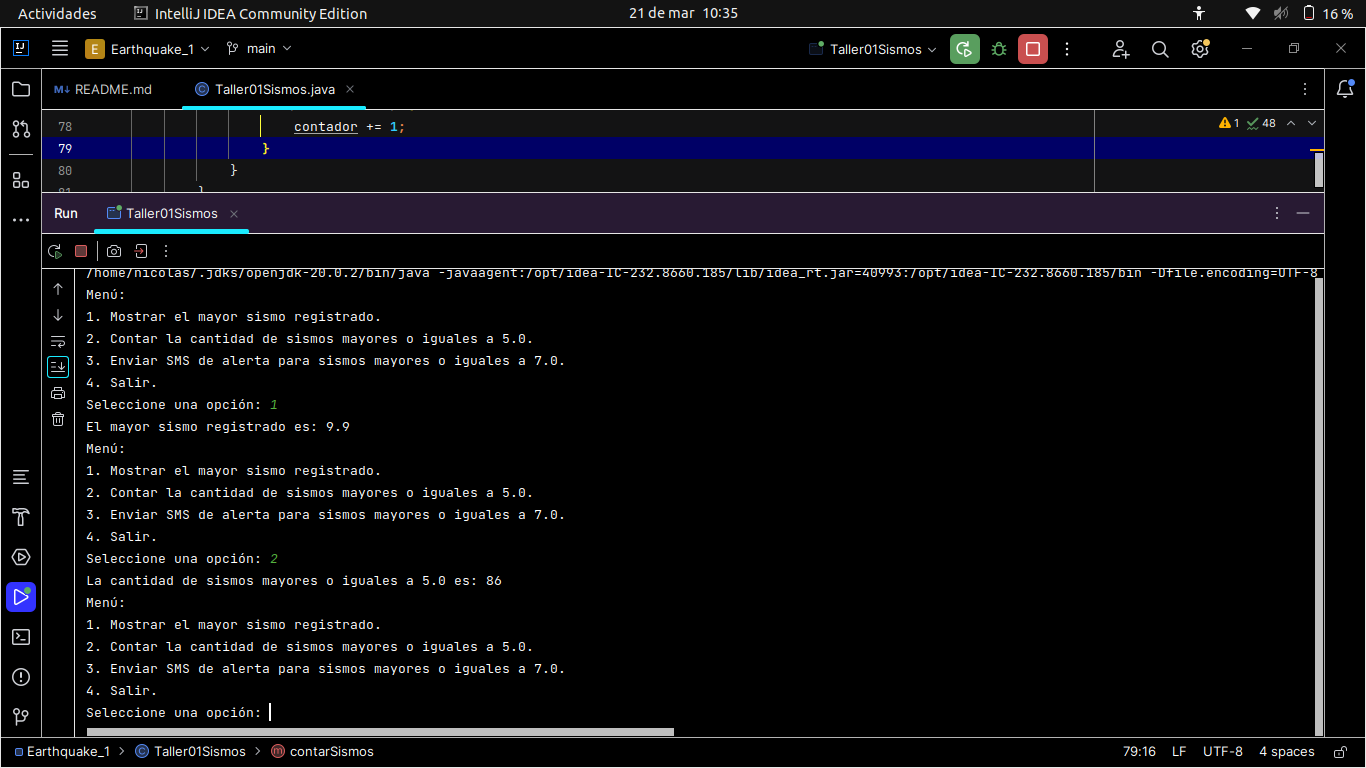 Actividades IntelliJ IDEA Community Edition 21 de mar 10:35 16 %
E Earthquake_1 main Taller01Sismos
M↓ README.md Taller01Sismos.java
78 contador += 1; 1 48
79 }
80 }
81 }
Run Taller01Sismos
/home/nicolas/.jdks/openjdk-20.0.2/bin/java -javaagent:/opt/idea-IC-232.8660.185/lib/idea_rt.jar=40993:/opt/idea-IC-232.8660.185/bin -Dfile.encoding=UTF-8
Menú:
1. Mostrar el mayor sismo registrado.
2. Contar la cantidad de sismos mayores o iguales a 5.0.
3. Enviar SMS de alerta para sismos mayores o iguales a 7.0.
4. Salir.
Seleccione una opción: 1
El mayor sismo registrado es: 9.9
Menú:
1. Mostrar el mayor sismo registrado.
2. Contar la cantidad de sismos mayores o iguales a 5.0.
3. Enviar SMS de alerta para sismos mayores o iguales a 7.0.
4. Salir.
Seleccione una opción: 2
La cantidad de sismos mayores o iguales a 5.0 es: 86
Menú:
1. Mostrar el mayor sismo registrado.
2. Contar la cantidad de sismos mayores o iguales a 5.0.
3. Enviar SMS de alerta para sismos mayores o iguales a 7.0.
4. Salir.
Seleccione una opción:
Earthquake_1 > Taller01Sismos > contarSismos 79:16 LF UTF-8 4 spaces